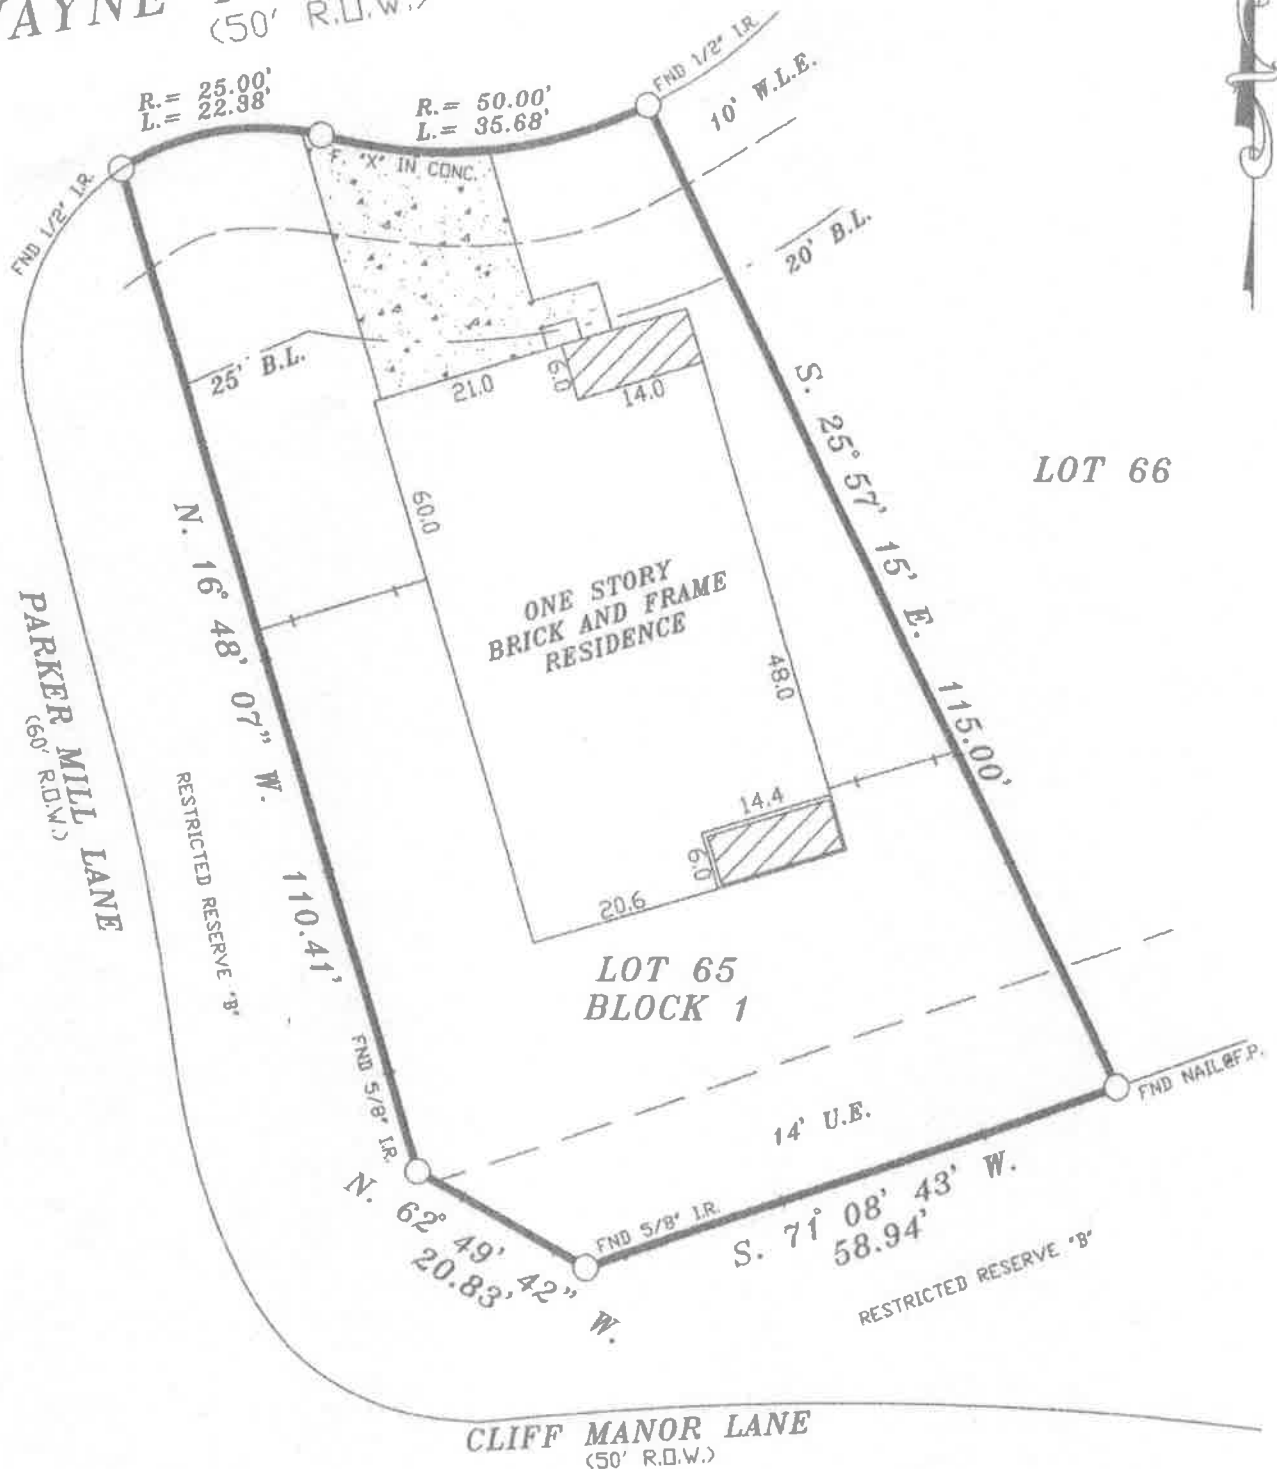 (50' R.O.W.)
R.= 25.00'
L.= 22.38'
R.= 50.00'
L.= 35.68'
FND 1/2" I.R.
10' W.L.E.
F. "X" IN CONC.
FND 1/2" I.R.
20' B.L.
25' B.L.
21.0
6.0
14.0
S. 25° 57' 15' E. 115.00'
LOT 66
60.0
N. 16° 48' 07" W. 110.41'
ONE STORY
BRICK AND FRAME
RESIDENCE
PARKER MILL LANE
(60' R.O.W.)
48.0
RESTRICTED RESERVE "B"
14.4
6.0
20.6
LOT 65
BLOCK 1
FND 5/8" I.R.
14' U.E.
FND NAIL@F.P.
N. 62° 49' 42" W.
20.83'
FND 5/8" I.R.
S. 71° 08' 43' W.
58.94'
RESTRICTED RESERVE "B"
CLIFF MANOR LANE
(50' R.O.W.)